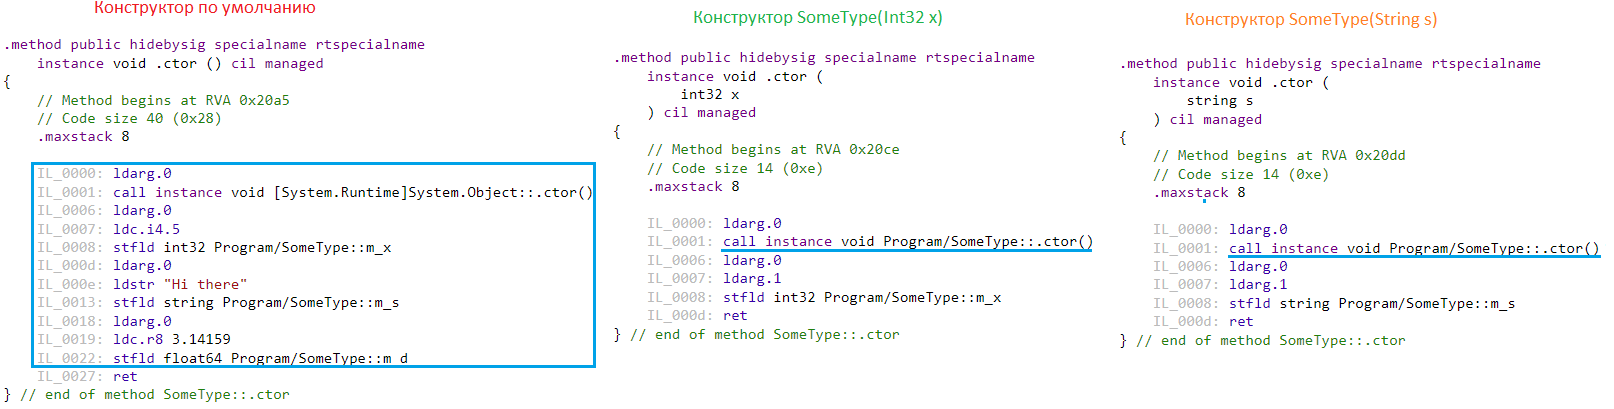 Конструктор по умолчанию
.method public hidebysig specialname rtspecialname
instance void .ctor () cil managed
{
// Method begins at RVA 0x20a5
// Code size 40 (0x28)
.maxstack 8
IL_0000: ldarg.0
IL_0001: call instance void [System.Runtime]System.Object::.ctor()
IL_0006: ldarg.0
IL_0007: ldc.i4.5
IL_0008: stfld int32 Program/SomeType::m_x
IL_000d: ldarg.0
IL_000e: ldstr "Hi there"
IL_0013: stfld string Program/SomeType::m_s
IL_0018: ldarg.0
IL_0019: ldc.r8 3.14159
IL_0022: stfld float64 Program/SomeType::m_d
IL_0027: ret
} // end of method SomeType::.ctor
Конструктор SomeType(Int32 x)
.method public hidebysig specialname rtspecialname
instance void .ctor (
int32 x
) cil managed
{
// Method begins at RVA 0x20ce
// Code size 14 (0xe)
.maxstack 8
IL_0000: ldarg.0
IL_0001: call instance void Program/SomeType::.ctor()
IL_0006: ldarg.0
IL_0007: ldarg.1
IL_0008: stfld int32 Program/SomeType::m_x
IL_000d: ret
} // end of method SomeType::.ctor
Конструктор SomeType(String s)
.method public hidebysig specialname rtspecialname
instance void .ctor (
string s
) cil managed
{
// Method begins at RVA 0x20dd
// Code size 14 (0xe)
.maxstack 8
IL_0000: ldarg.0
IL_0001: call instance void Program/SomeType::.ctor()
IL_0006: ldarg.0
IL_0007: ldarg.1
IL_0008: stfld string Program/SomeType::m_s
IL_000d: ret
} // end of method SomeType::.ctor